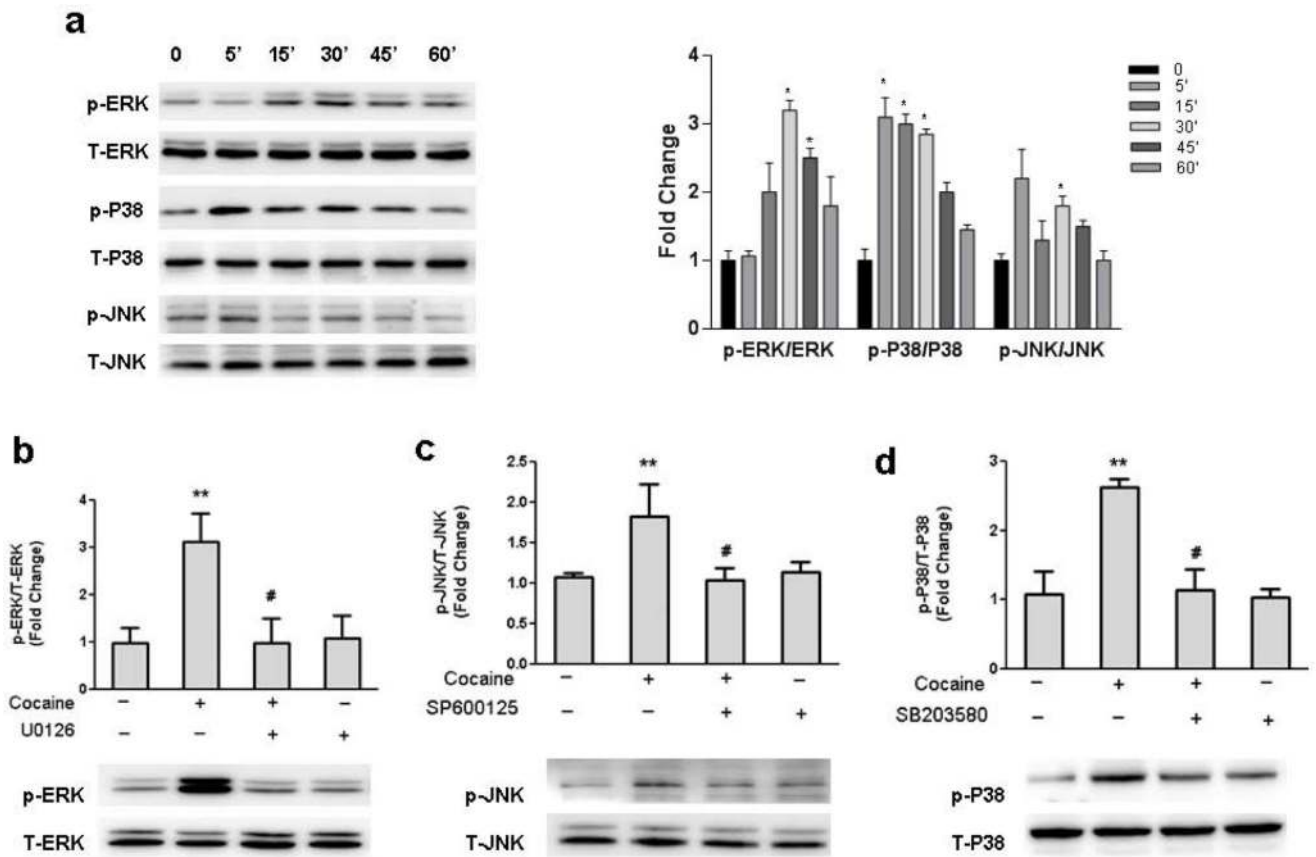 a
0 5' 15' 30' 45' 60'
p-ERK
T-ERK
p-P38
T-P38
p-JNK
T-JNK
Fold Change
4
3
2
1
0
* * * * * *
p-ERK/ERK p-P38/P38 p-JNK/JNK
0
5'
15'
30'
45'
60'
b
p-ERK/T-ERK
(Fold Change)
4
3
2
1
0
**
#
Cocaine − + + −
U0126 − − + +
p-ERK
T-ERK
c
p-JNK/T-JNK
(Fold Change)
2.5
2.0
1.5
1.0
0.5
0.0
**
#
Cocaine − + + −
SP600125 − − + +
p-JNK
T-JNK
d
p-P38/T-P38
(Fold Change)
3
2
1
0
**
#
Cocaine − + + −
SB203580 − − + +
p-P38
T-P38